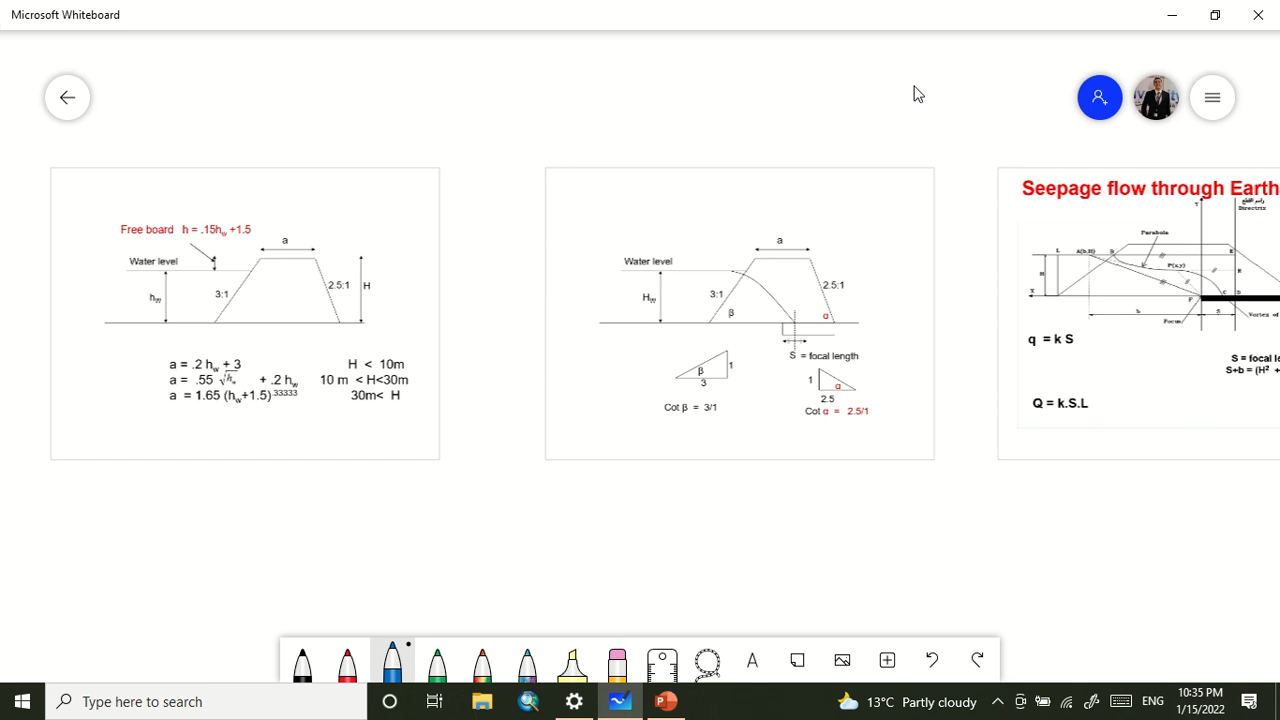 Microsoft Whiteboard
Free board h = .15hw +1.5
a
Water level
hw
3:1
2.5:1
H
a = .2 hw + 3 H < 10m
a = .55 √hw + .2 hw 10 m < H<30m
a = 1.65 (hw+1.5).33333 30m< H
a
Water level
Hw
3:1
2.5:1
β
α
S = focal length
β
1
3
1
α
2.5
Cot β = 3/1
Cot α = 2.5/1
Seepage flow through Earth
راسم القطع
Directrix
Y
Parabola
L
A(b,H)
B
E
H
P(x,y)
R
X
F
C
D
b
S
Focus
Vortex of
q = k S
S = focal le
S+b = (H² +
Q = k.S.L
A
Type here to search
13°C Partly cloudy
ENG
10:35 PM
1/15/2022